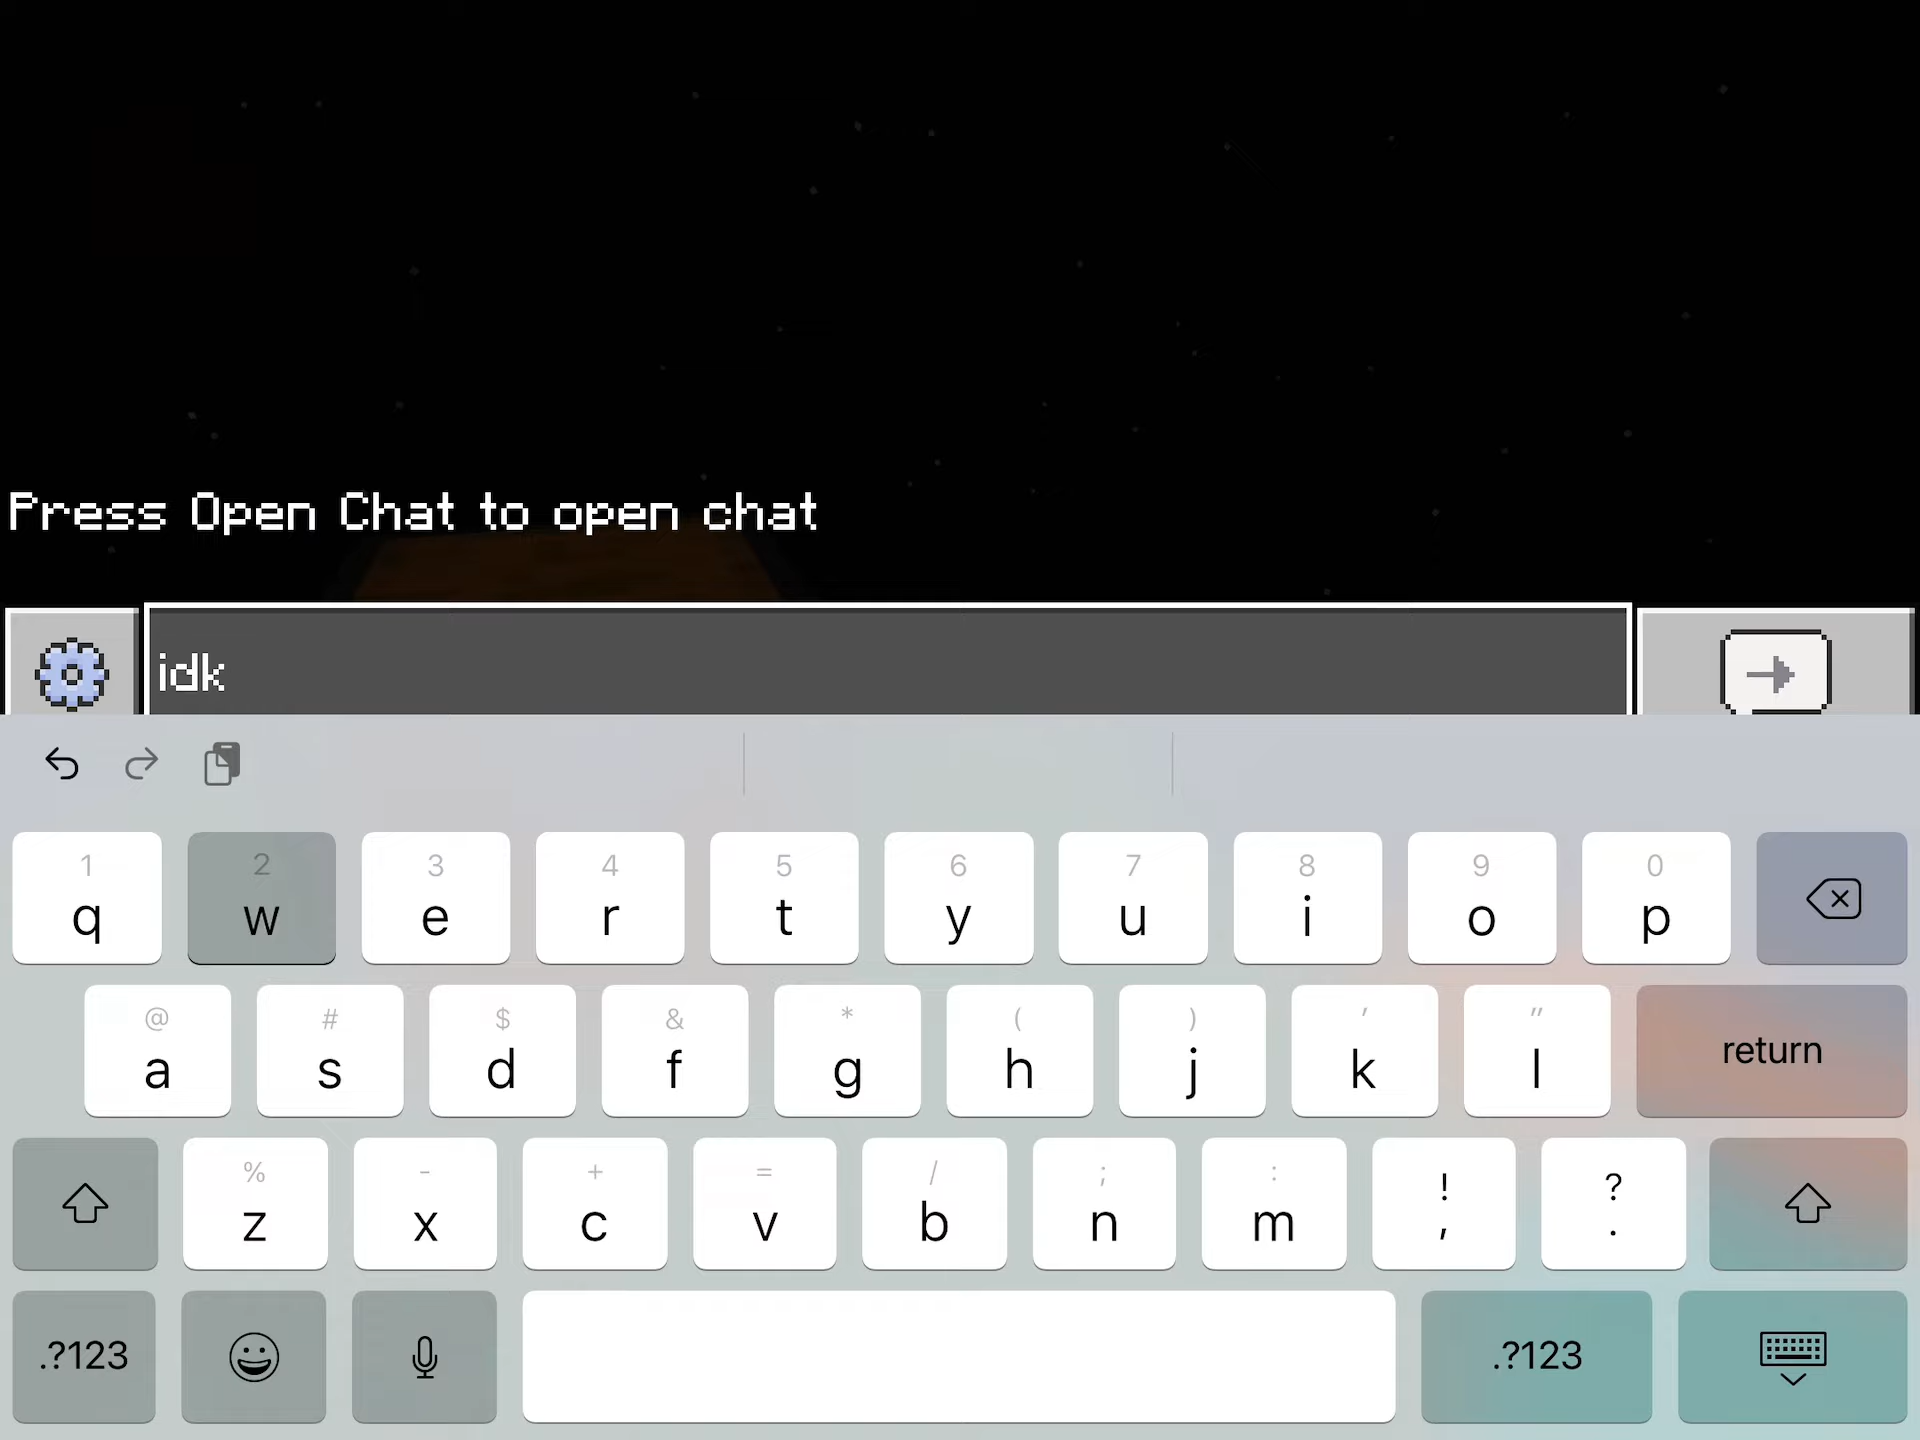 Press Open Chat to open chat
idk
1 2 3 4 5 6 7 8 9 0
q w e r t y u i o p
@ # $ & * ( ) ' "
a s d f g h j k l return
% - + = / ; : ! ?
z x c v b n m , .
.?123 .?123